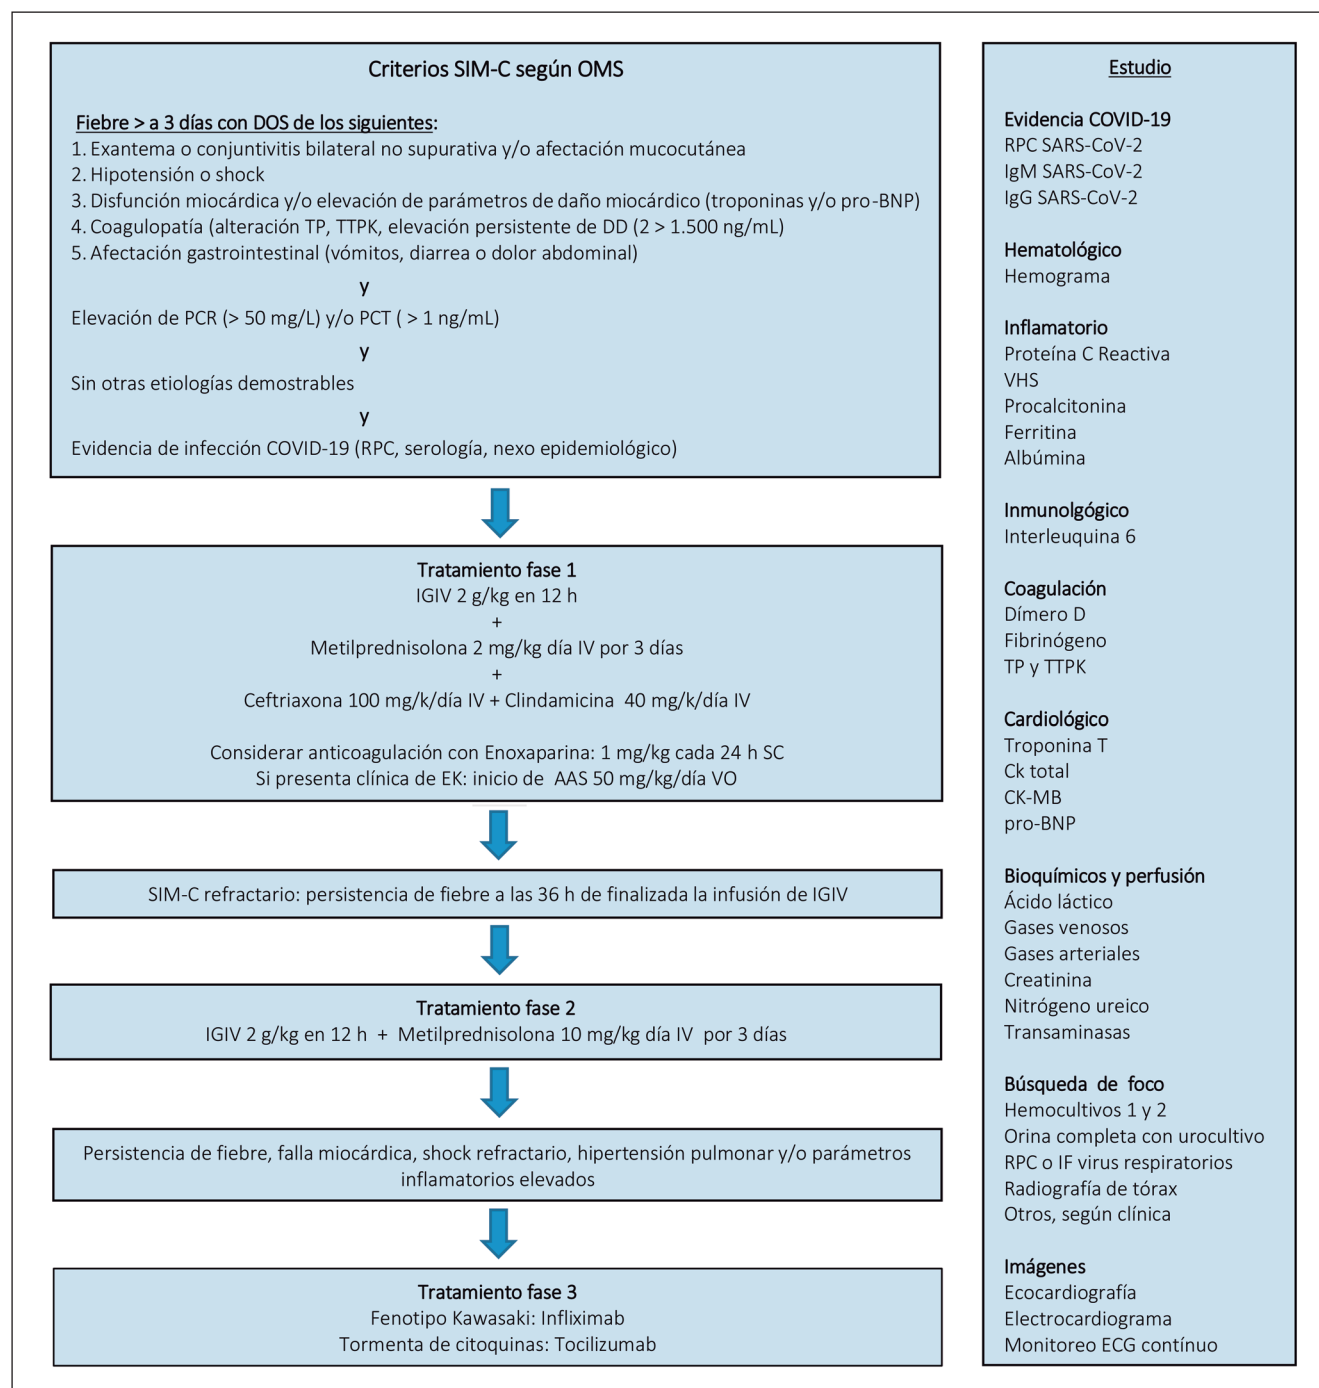 Criterios SIM-C según OMS
Fiebre > a 3 días con DOS de los siguientes:
1. Exantema o conjuntivitis bilateral no supurativa y/o afectación mucocutánea
2. Hipotensión o shock
3. Disfunción miocárdica y/o elevación de parámetros de daño miocárdico (troponinas y/o pro-BNP)
4. Coagulopatía (alteración TP, TTPK, elevación persistente de DD (2 > 1.500 ng/mL)
5. Afectación gastrointestinal (vómitos, diarrea o dolor abdominal)
y
Elevación de PCR (> 50 mg/L) y/o PCT ( > 1 ng/mL)
y
Sin otras etiologías demostrables
y
Evidencia de infección COVID-19 (RPC, serología, nexo epidemiológico)
Tratamiento fase 1
IGIV 2 g/kg en 12 h
+
Metilprednisolona 2 mg/kg día IV por 3 días
+
Ceftriaxona 100 mg/k/día IV + Clindamicina 40 mg/k/día IV
Considerar anticoagulación con Enoxaparina: 1 mg/kg cada 24 h SC
Si presenta clínica de EK: inicio de AAS 50 mg/kg/día VO
SIM-C refractario: persistencia de fiebre a las 36 h de finalizada la infusión de IGIV
Tratamiento fase 2
IGIV 2 g/kg en 12 h + Metilprednisolona 10 mg/kg día IV por 3 días
Persistencia de fiebre, falla miocárdica, shock refractario, hipertensión pulmonar y/o parámetros
inflamatorios elevados
Tratamiento fase 3
Fenotipo Kawasaki: Infliximab
Tormenta de citoquinas: Tocilizumab
Estudio
Evidencia COVID-19
RPC SARS-CoV-2
IgM SARS-CoV-2
IgG SARS-CoV-2
Hematológico
Hemograma
Inflamatorio
Proteína C Reactiva
VHS
Procalcitonina
Ferritina
Albúmina
Inmunolgógico
Interleuquina 6
Coagulación
Dímero D
Fibrinógeno
TP y TTPK
Cardiológico
Troponina T
Ck total
CK-MB
pro-BNP
Bioquímicos y perfusión
Ácido láctico
Gases venosos
Gases arteriales
Creatinina
Nitrógeno ureico
Transaminasas
Búsqueda de foco
Hemocultivos 1 y 2
Orina completa con urocultivo
RPC o IF virus respiratorios
Radiografía de tórax
Otros, según clínica
Imágenes
Ecocardiografía
Electrocardiograma
Monitoreo ECG contínuo